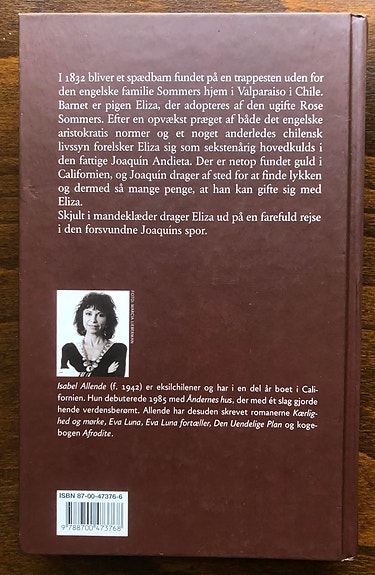 I 1832 bliver et spædbarn fundet på en trappesten uden for
den engelske familie Sommers hjem i Valparaiso i Chile.
Barnet er pigen Eliza, der adopteres af den ugifte Rose
Sommers. Efter en opvækst præget af både det engelske
aristokratis normer og et noget anderledes chilensk
livssyn forelsker Eliza sig som sekstenårig hovedkulds i
den fattige Joaquín Andieta. Der er netop fundet guld i
Californien, og Joaquín drager af sted for at finde lykken
og dermed så mange penge, at han kan gifte sig med
Eliza.
Skjult i mandeklæder drager Eliza ud på en farefuld rejse
i den forsvundne Joaquíns spor.
FOTO: MARCIA LIEBERMAN
Isabel Allende (f. 1942) er eksilchilener og har i en del år boet i Cali-
fornien. Hun debuterede 1985 med Åndernes hus, der med ét slag gjorde
hende verdensberømt. Allende har desuden skrevet romanerne Kærlig-
hed og mørke, Eva Luna, Eva Luna fortæller, Den Uendelige Plan og koge-
bogen Afrodite.
ISBN 87-00-47376-6
9 788700 473768